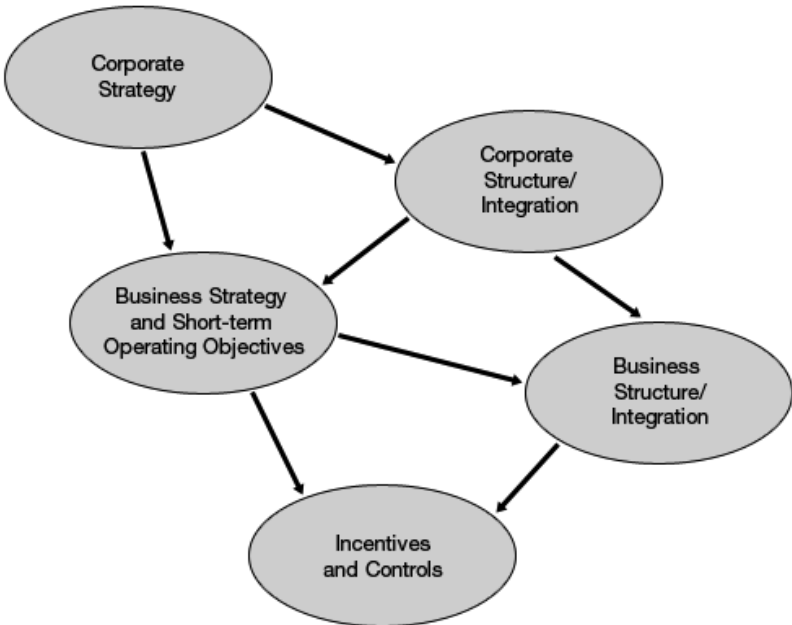 Corporate
Strategy
Corporate
Structure/
Integration
Business Strategy
and Short-term
Operating Objectives
Business
Structure/
Integration
Incentives
and Controls